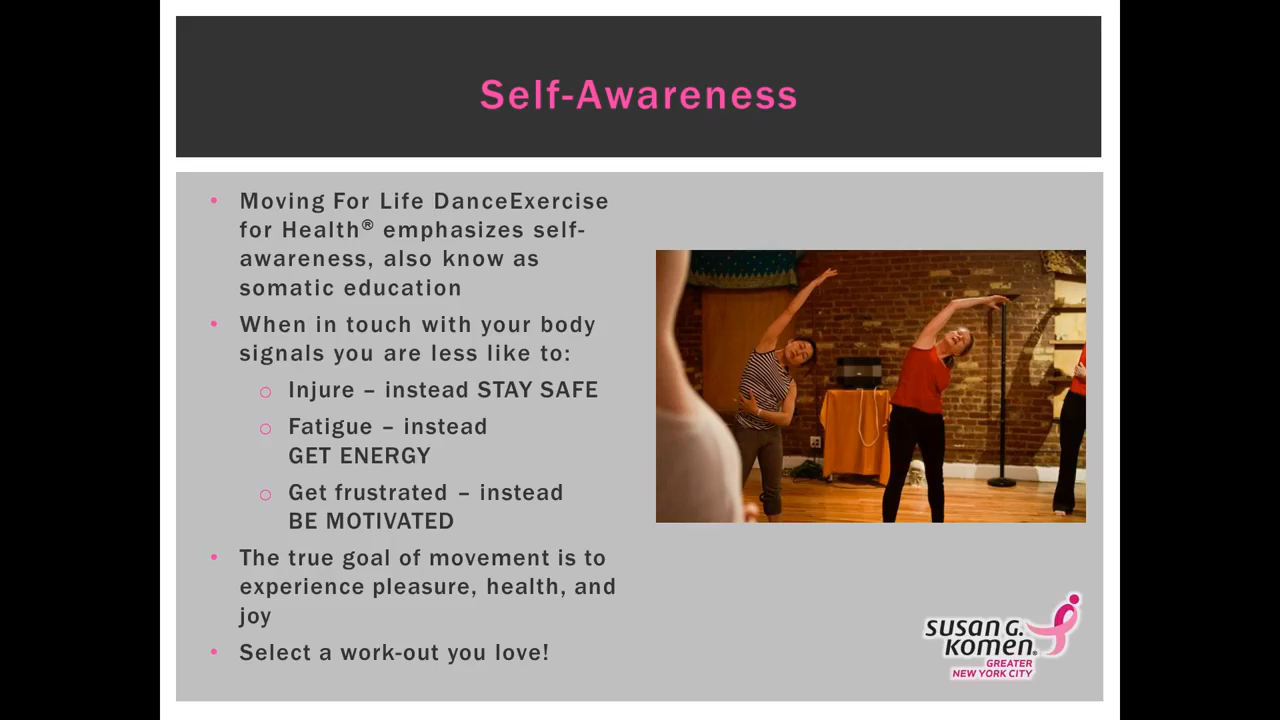 Self-Awareness
• Moving For Life DanceExercise
for Health® emphasizes self-
awareness, also know as
somatic education
• When in touch with your body
signals you are less like to:
o Injure – instead STAY SAFE
o Fatigue – instead
GET ENERGY
o Get frustrated – instead
BE MOTIVATED
• The true goal of movement is to
experience pleasure, health, and
joy
• Select a work-out you love!
susan G.
komen®
GREATER
NEW YORK CITY